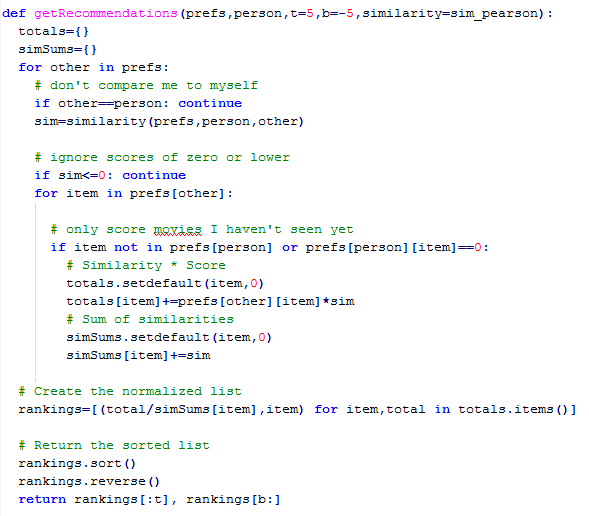 def getRecommendations(prefs,person,t=5,b=-5,similarity=sim_pearson):
  totals={}
  simSums={}
  for other in prefs:
    # don't compare me to myself
    if other==person: continue
    sim=similarity(prefs,person,other)

    # ignore scores of zero or lower
    if sim<=0: continue
    for item in prefs[other]:

      # only score movies I haven't seen yet
      if item not in prefs[person] or prefs[person][item]==0:
        # Similarity * Score
        totals.setdefault(item,0)
        totals[item]+=prefs[other][item]*sim
        # Sum of similarities
        simSums.setdefault(item,0)
        simSums[item]+=sim

  # Create the normalized list
  rankings=[(total/simSums[item],item) for item,total in totals.items()]

  # Return the sorted list
  rankings.sort()
  rankings.reverse()
  return rankings[:t], rankings[b:]